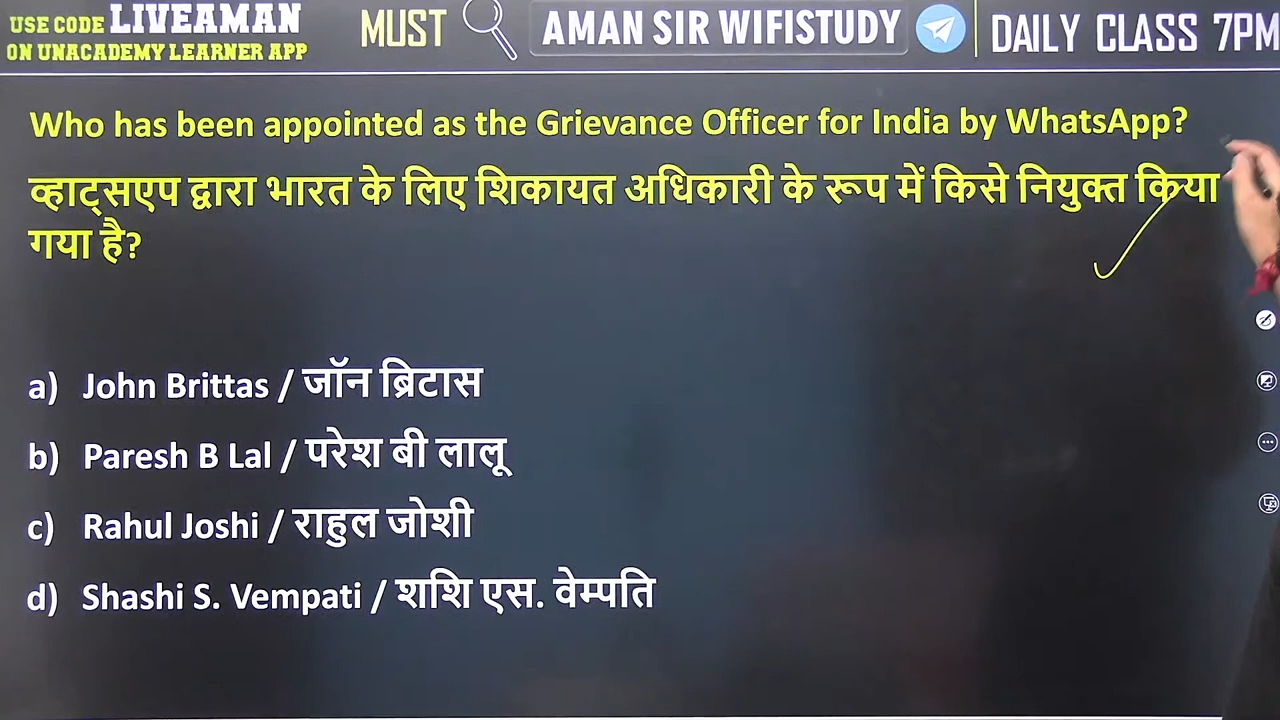 USE CODE LIVEAMAN MUST AMAN SIR WIFISTUDY DAILY CLASS 7PM
ON UNACADEMY LEARNER APP
Who has been appointed as the Grievance Officer for India by WhatsApp?
व्हाट्सएप द्वारा भारत के लिए शिकायत अधिकारी के रूप में किसे नियुक्त किया
गया है?
a) John Brittas / जॉन ब्रिटास
b) Paresh B Lal / परेश बी लालू
c) Rahul Joshi / राहुल जोशी
d) Shashi S. Vempati / शशि एस. वेम्पति